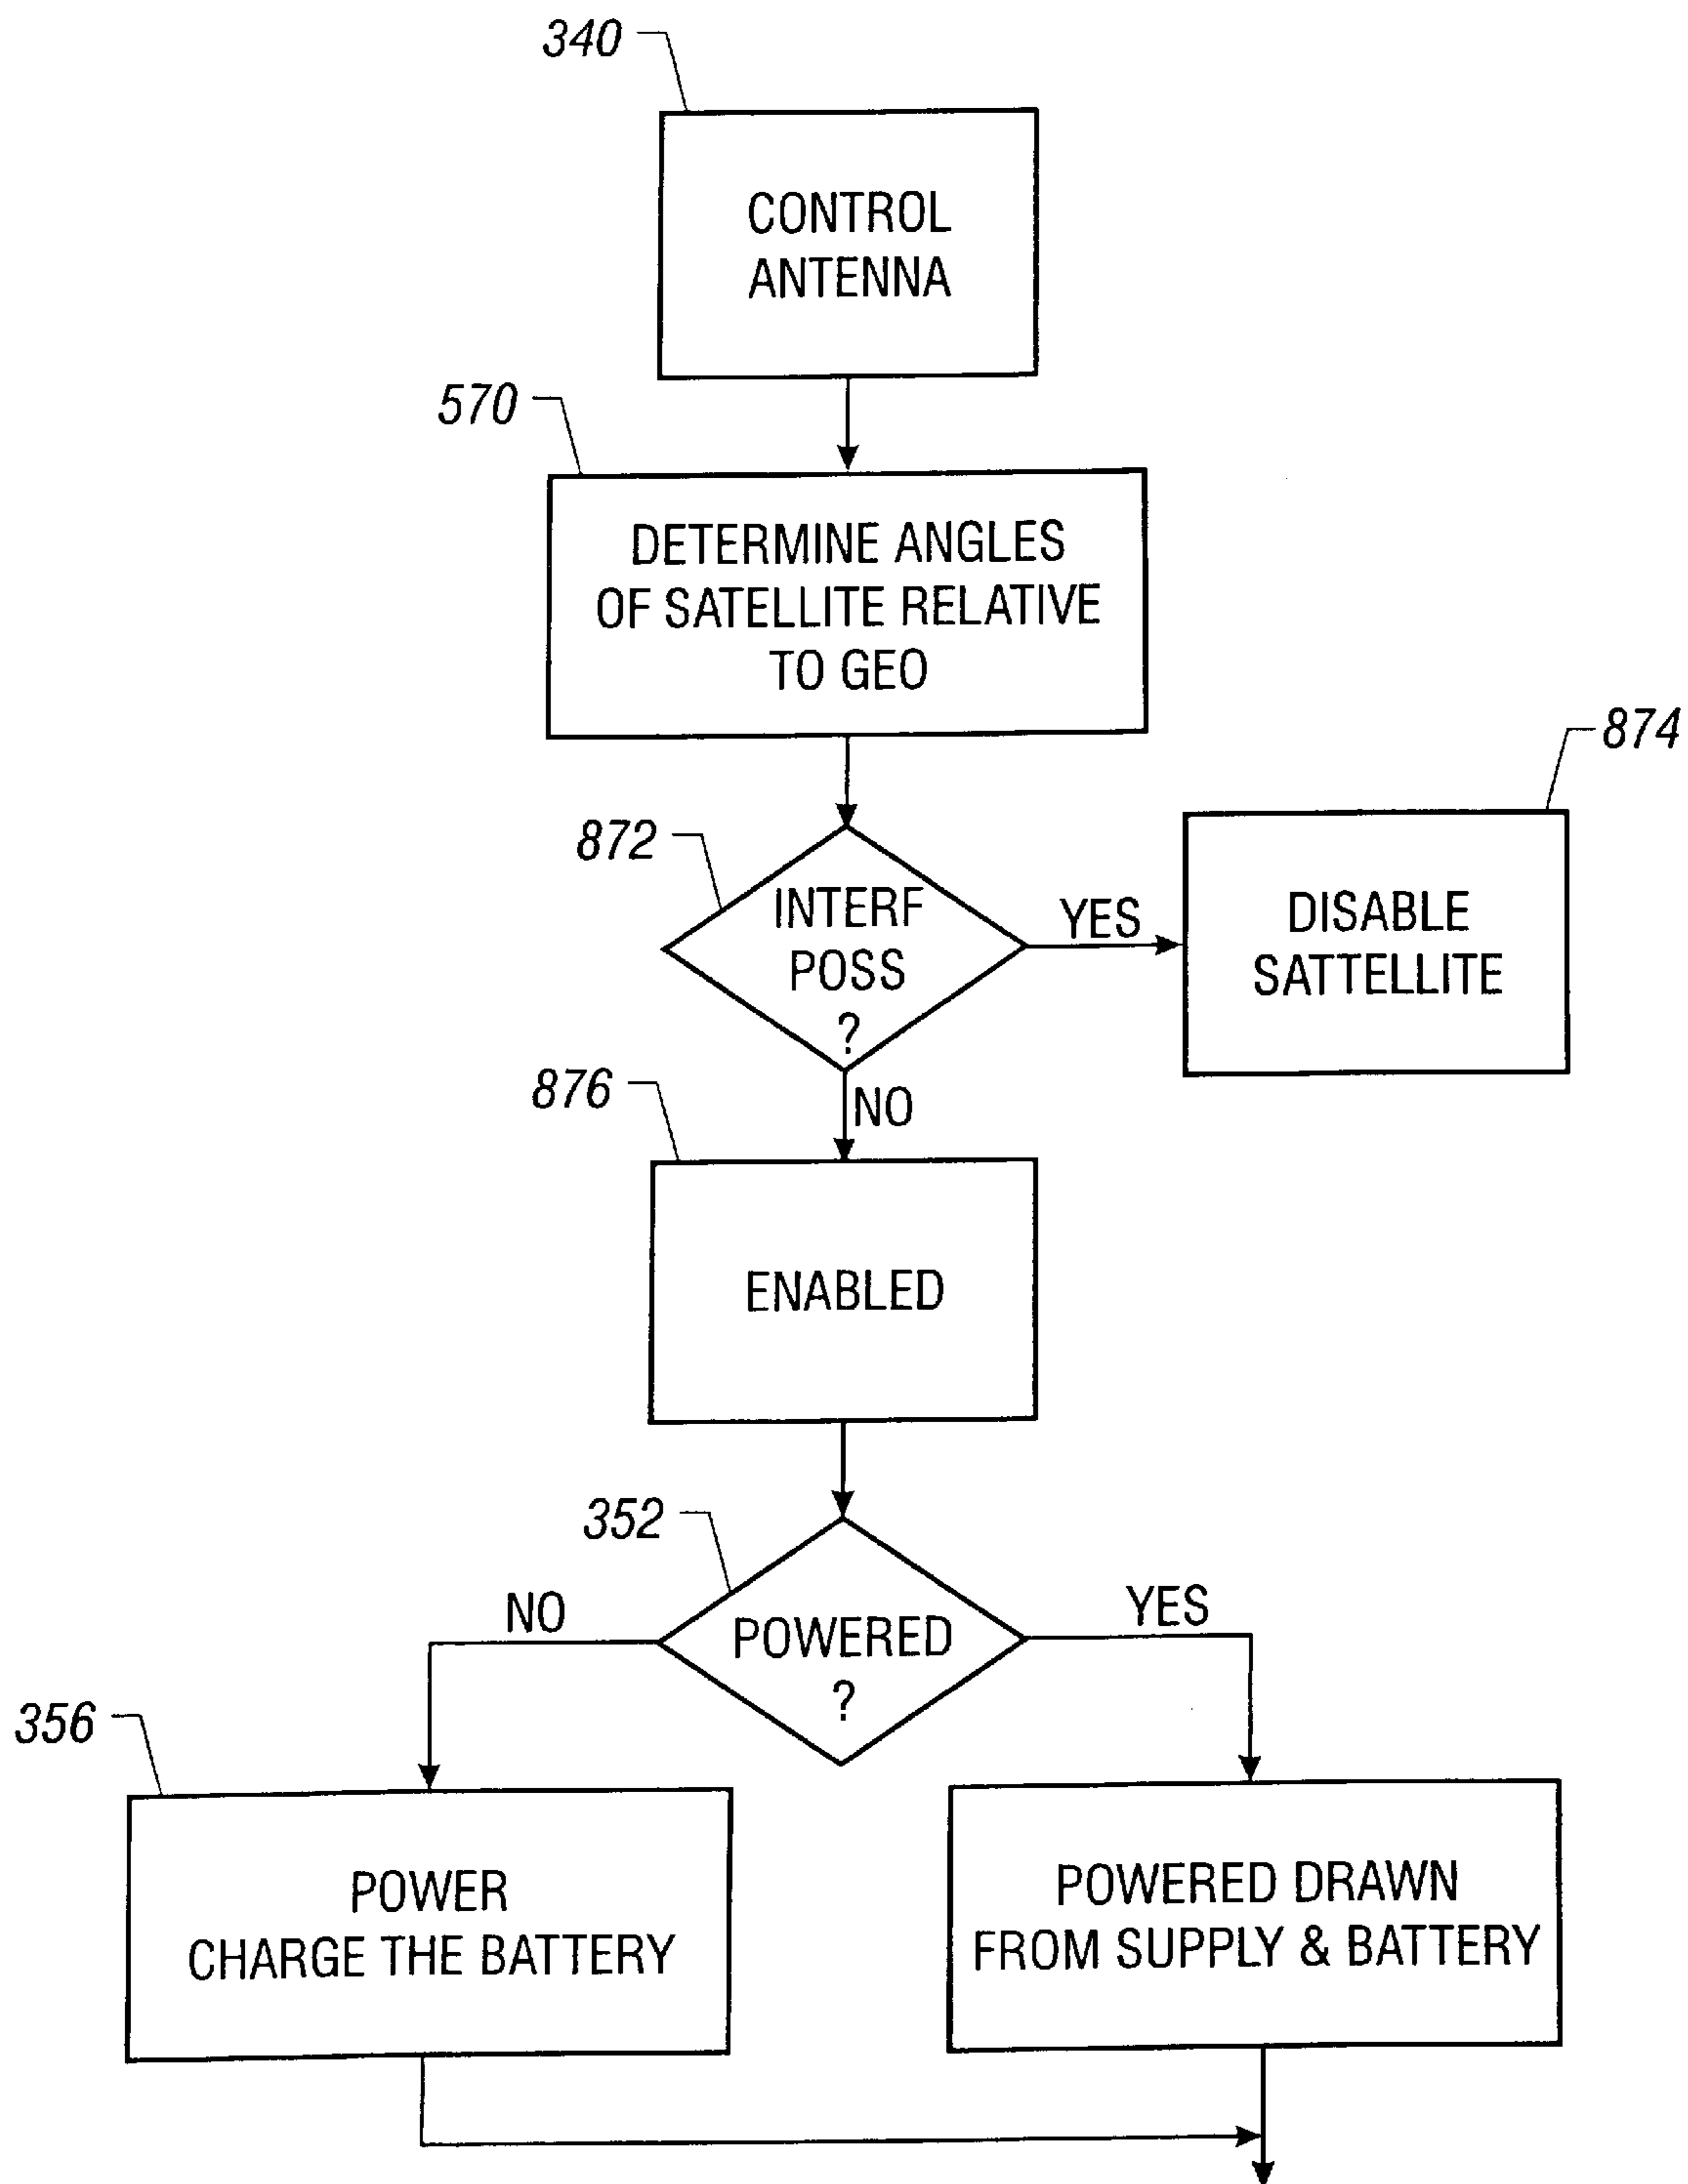 340
CONTROL
ANTENNA
570
DETERMINE ANGLES
OF SATELLITE RELATIVE
TO GEO
872
INTERF
POSS
?
YES
874
DISABLE
SATTELLITE
NO
876
ENABLED
352
POWERED
?
NO
YES
356
POWER
CHARGE THE BATTERY
POWERED DRAWN
FROM SUPPLY & BATTERY